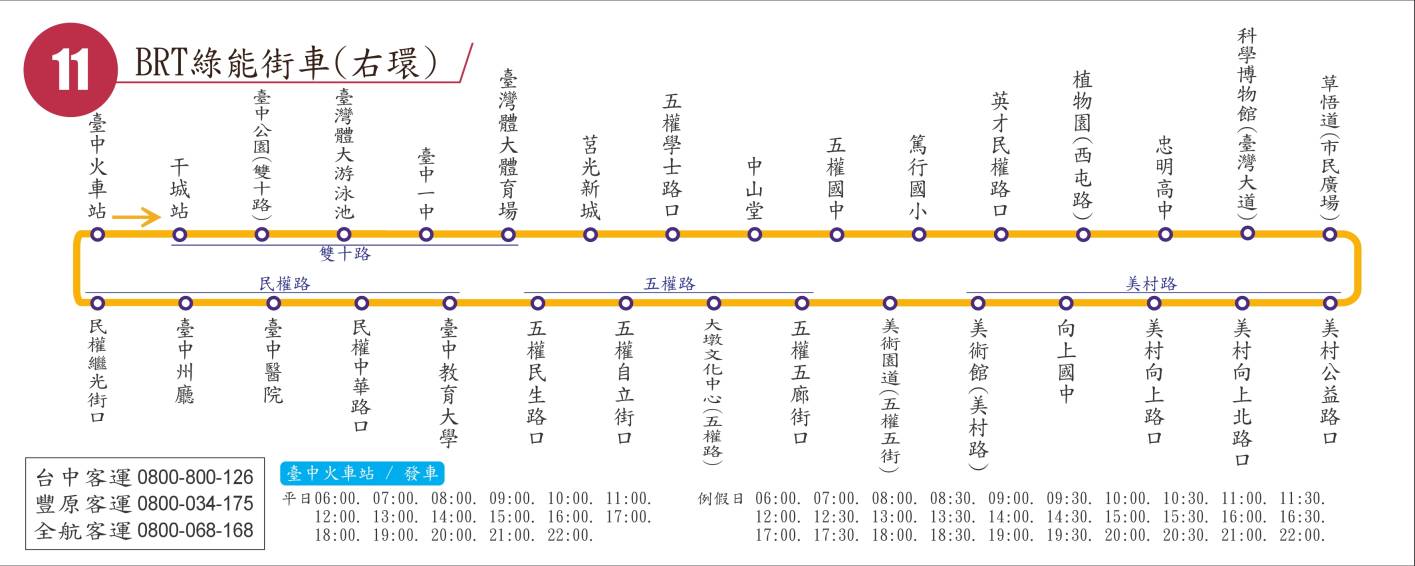 11
BRT綠能街車(右環)
臺中火車站
干城站
臺中公園(雙十路)
臺灣體大游泳池
臺中一中
臺灣體大體育場
莒光新城
五權學士路口
中山堂
五權國中
篤行國小
英才民權路口
植物園(西屯路)
忠明高中
科學博物館(臺灣大道)
草悟道(市民廣場)
雙十路
民權路
五權路
美村路
民權繼光街口
臺中州廳
臺中醫院
民權中華路口
臺中教育大學
五權民生路口
五權自立街口
大墩文化中心(五權路)
五權五廊街口
美術園道(五權五街)
美術館(美村路)
向上國中
美村向上路口
美村向上北路口
美村公益路口
台中客運 0800-800-126
豐原客運 0800-034-175
全航客運 0800-068-168
臺中火車站 / 發車
平日06:00. 07:00. 08:00. 09:00. 10:00. 11:00.
12:00. 13:00. 14:00. 15:00. 16:00. 17:00.
18:00. 19:00. 20:00. 21:00. 22:00.
例假日 06:00. 07:00. 08:00. 08:30. 09:00. 09:30. 10:00. 10:30. 11:00. 11:30.
12:00. 12:30. 13:00. 13:30. 14:00. 14:30. 15:00. 15:30. 16:00. 16:30.
17:00. 17:30. 18:00. 18:30. 19:00. 19:30. 20:00. 20:30. 21:00. 22:00.